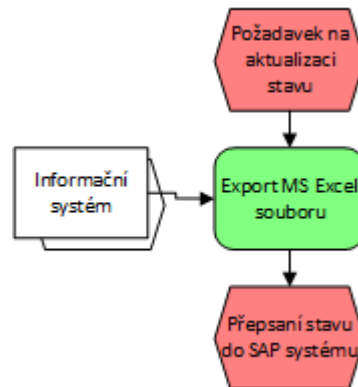 Požadavek na
aktualizaci
stavu
Informační
systém
Export MS Excel
souboru
Přepsaní stavu
do SAP systému